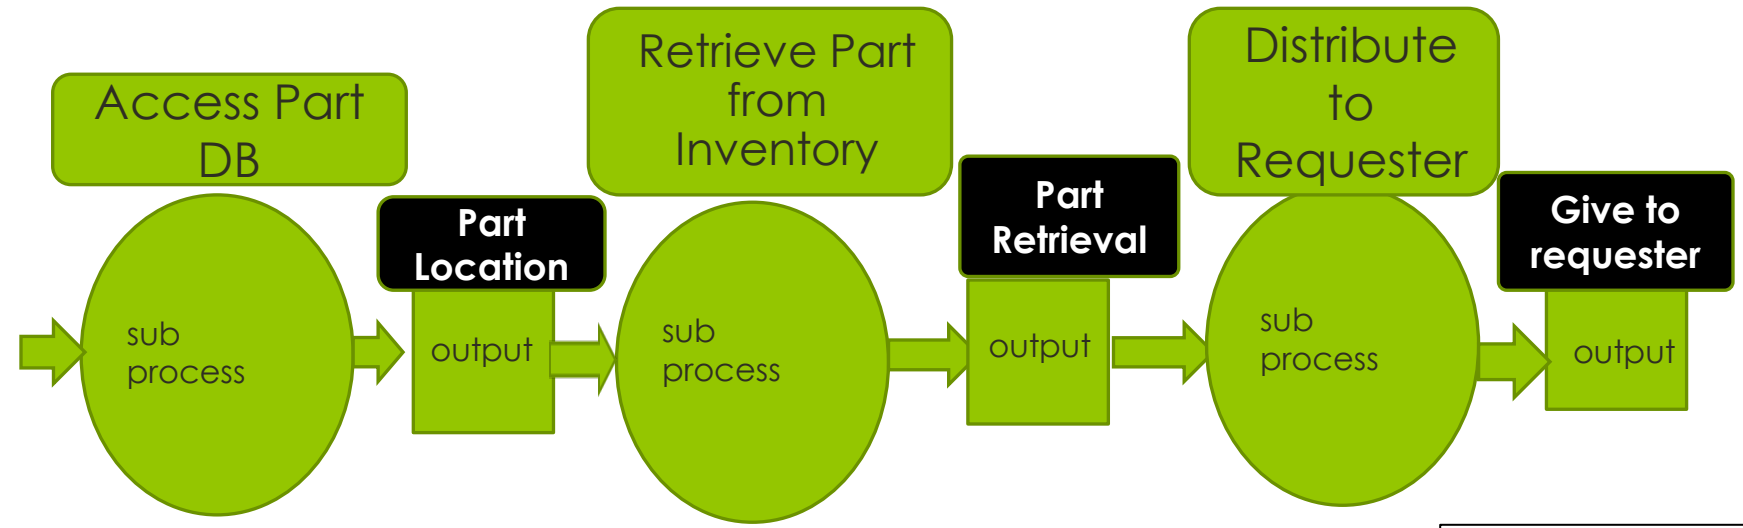 Access Part
DB
sub
process
Part
Location
output
Retrieve Part
from
Inventory
sub
process
Part
Retrieval
output
Distribute
to
Requester
sub
process
Give to
requester
output